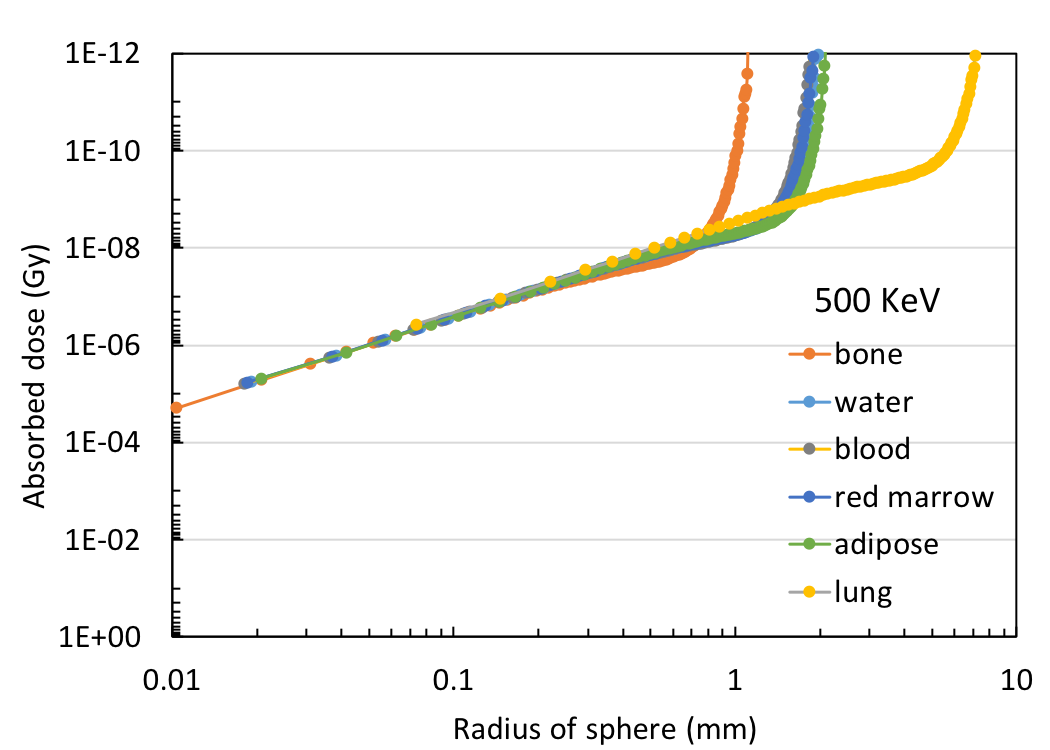 1E-12
1E-10
1E-08
1E-06
1E-04
1E-02
1E+00
Absorbed dose (Gy)
500 KeV
bone
water
blood
red marrow
adipose
lung
0.01
0.1
1
10
Radius of sphere (mm)